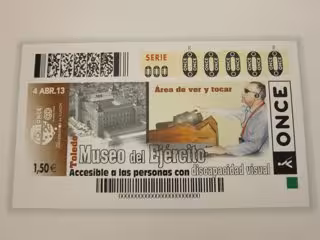 SERIE
000
00000
4 ABR.13
Área de ver y tocar
ONCE
1,50€
Toledo
Museo del Ejército
Accesible a las personas con discapacidad visual